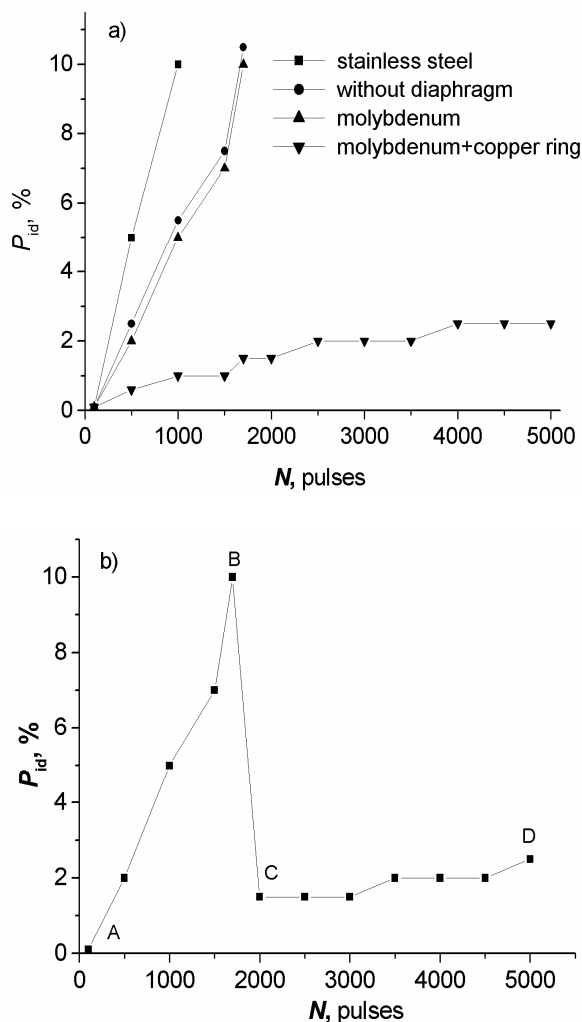 a)
10
8
6
4
2
0
P_id, %
stainless steel
without diaphragm
molybdenum
molybdenum+copper ring
0 1000 2000 3000 4000 5000
N, pulses
b)
10
8
6
4
2
0
P_id, %
B
A
C
D
0 1000 2000 3000 4000 5000
N, pulses